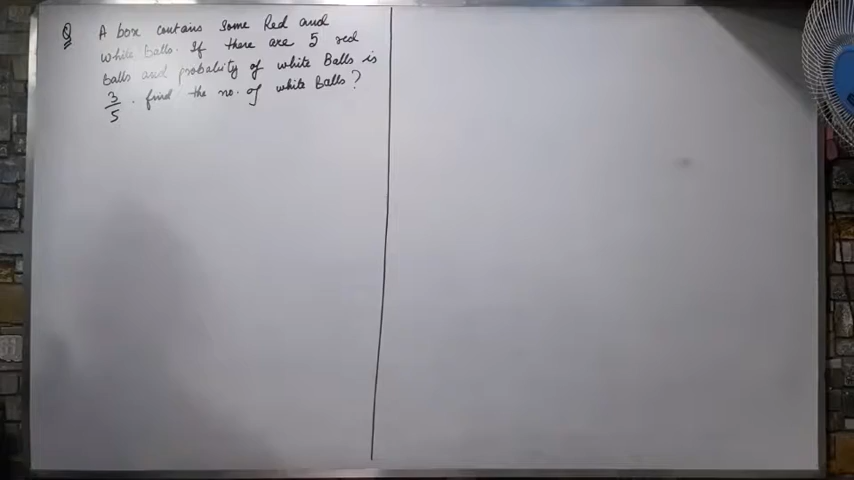 Q A box contains some Red and
white balls. If there are 5 red
balls and probability of white Balls is
3/5. find the no. of white Balls?